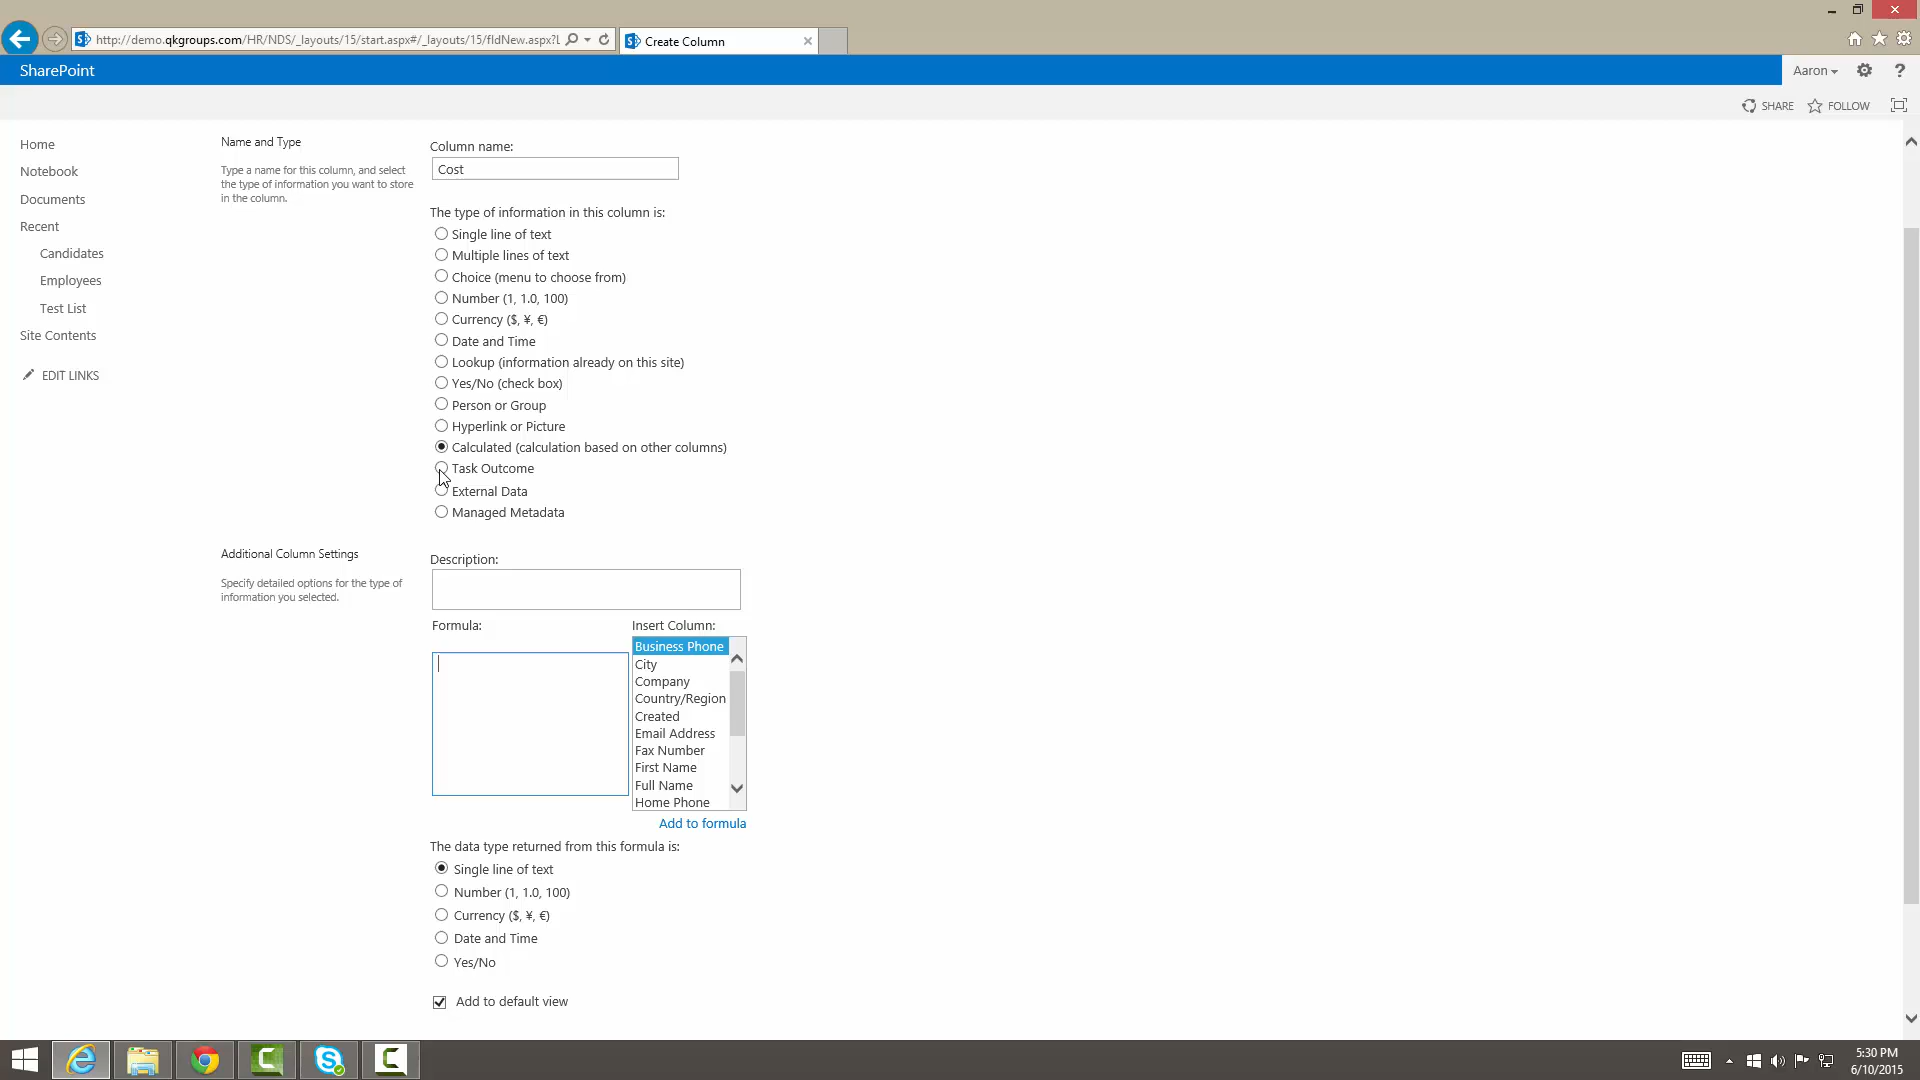 http://demo.qkgroups.com/HR/NDS/_layouts/15/start.aspx#/_layouts/15/fldNew.aspx?L
Create Column
SharePoint
Aaron
?
SHARE
FOLLOW
Home
Notebook
Documents
Recent
Candidates
Employees
Test List
Site Contents
EDIT LINKS
Name and Type
Type a name for this column, and select
the type of information you want to store
in the column.
Column name:
Cost
The type of information in this column is:
Single line of text
Multiple lines of text
Choice (menu to choose from)
Number (1, 1.0, 100)
Currency ($, ¥, €)
Date and Time
Lookup (information already on this site)
Yes/No (check box)
Person or Group
Hyperlink or Picture
Calculated (calculation based on other columns)
Task Outcome
External Data
Managed Metadata
Additional Column Settings
Specify detailed options for the type of
information you selected.
Description:
Formula:
Insert Column:
Business Phone
City
Company
Country/Region
Created
Email Address
Fax Number
First Name
Full Name
Home Phone
Add to formula
The data type returned from this formula is:
Single line of text
Number (1, 1.0, 100)
Currency ($, ¥, €)
Date and Time
Yes/No
Add to default view
5:30 PM
6/10/2015